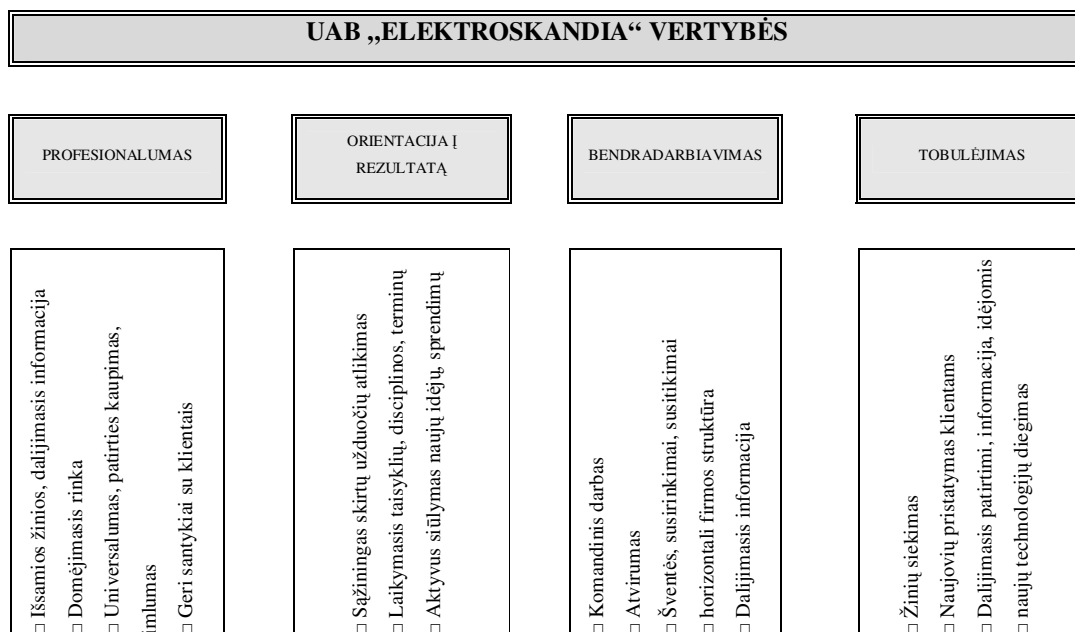 UAB „ELEKTROSKANDIA“ VERTYBĖS
PROFESIONALUMAS
ORIENTACIJA Į
REZULTATĄ
BENDRADARBIAVIMAS
TOBULĖJIMAS
□ Išsamios žinios, dalijimasis informacija
□ Domėjimasis rinka
□ Universalumas, patirties kaupimas,
imlumas
□ Geri santykiai su klientais
□ Sąžiningas skirtų užduočių atlikimas
□ Laikymasis taisyklių, disciplinos, terminų
□ Aktyvus siūlymas naujų idėjų, sprendimų
□ Komandinis darbas
□ Atvirumas
□ Šventės, susirinkimai, susitikimai
□ horizontali firmos struktūra
□ Dalijimasis informacija
□ Žinių siekimas
□ Naujovių pristatymas klientams
□ Dalijimasis patirtimi, informacija, idėjomis
□ naujų technologijų diegimas